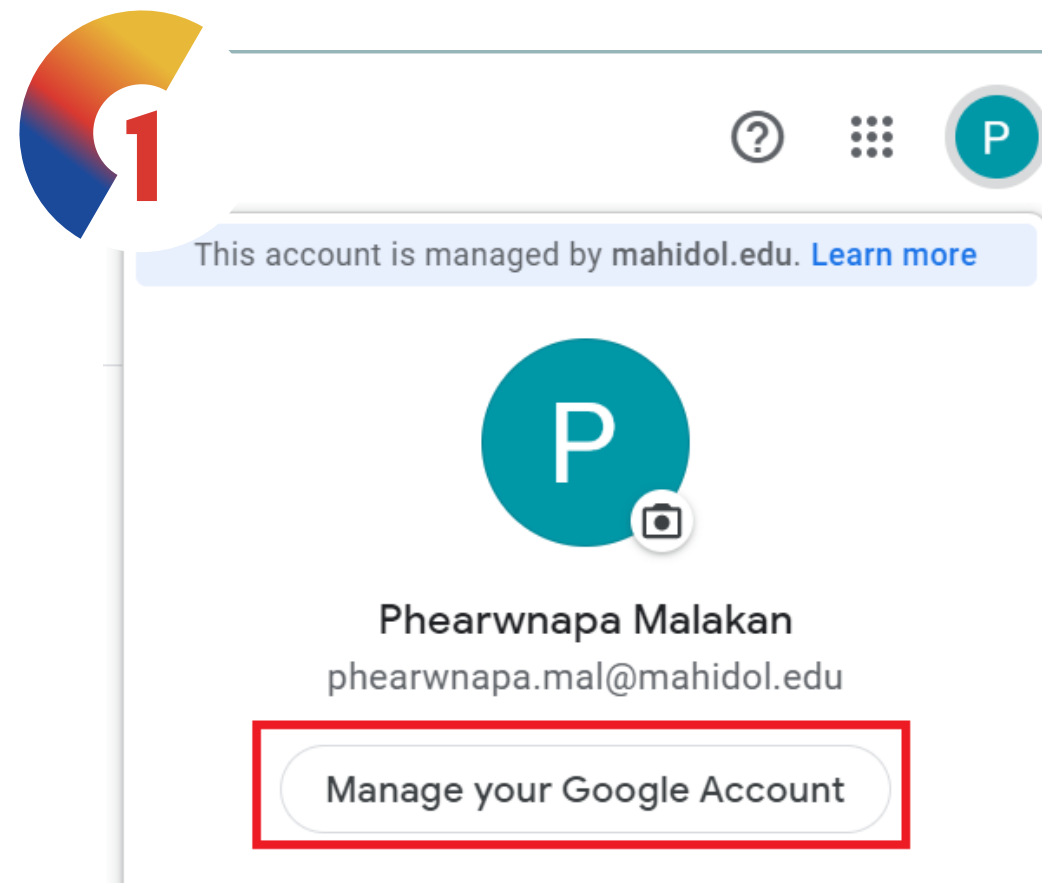 1
P
This account is managed by mahidol.edu. Learn more
P
Phearwnapa Malakan
phearwnapa.mal@mahidol.edu
Manage your Google Account